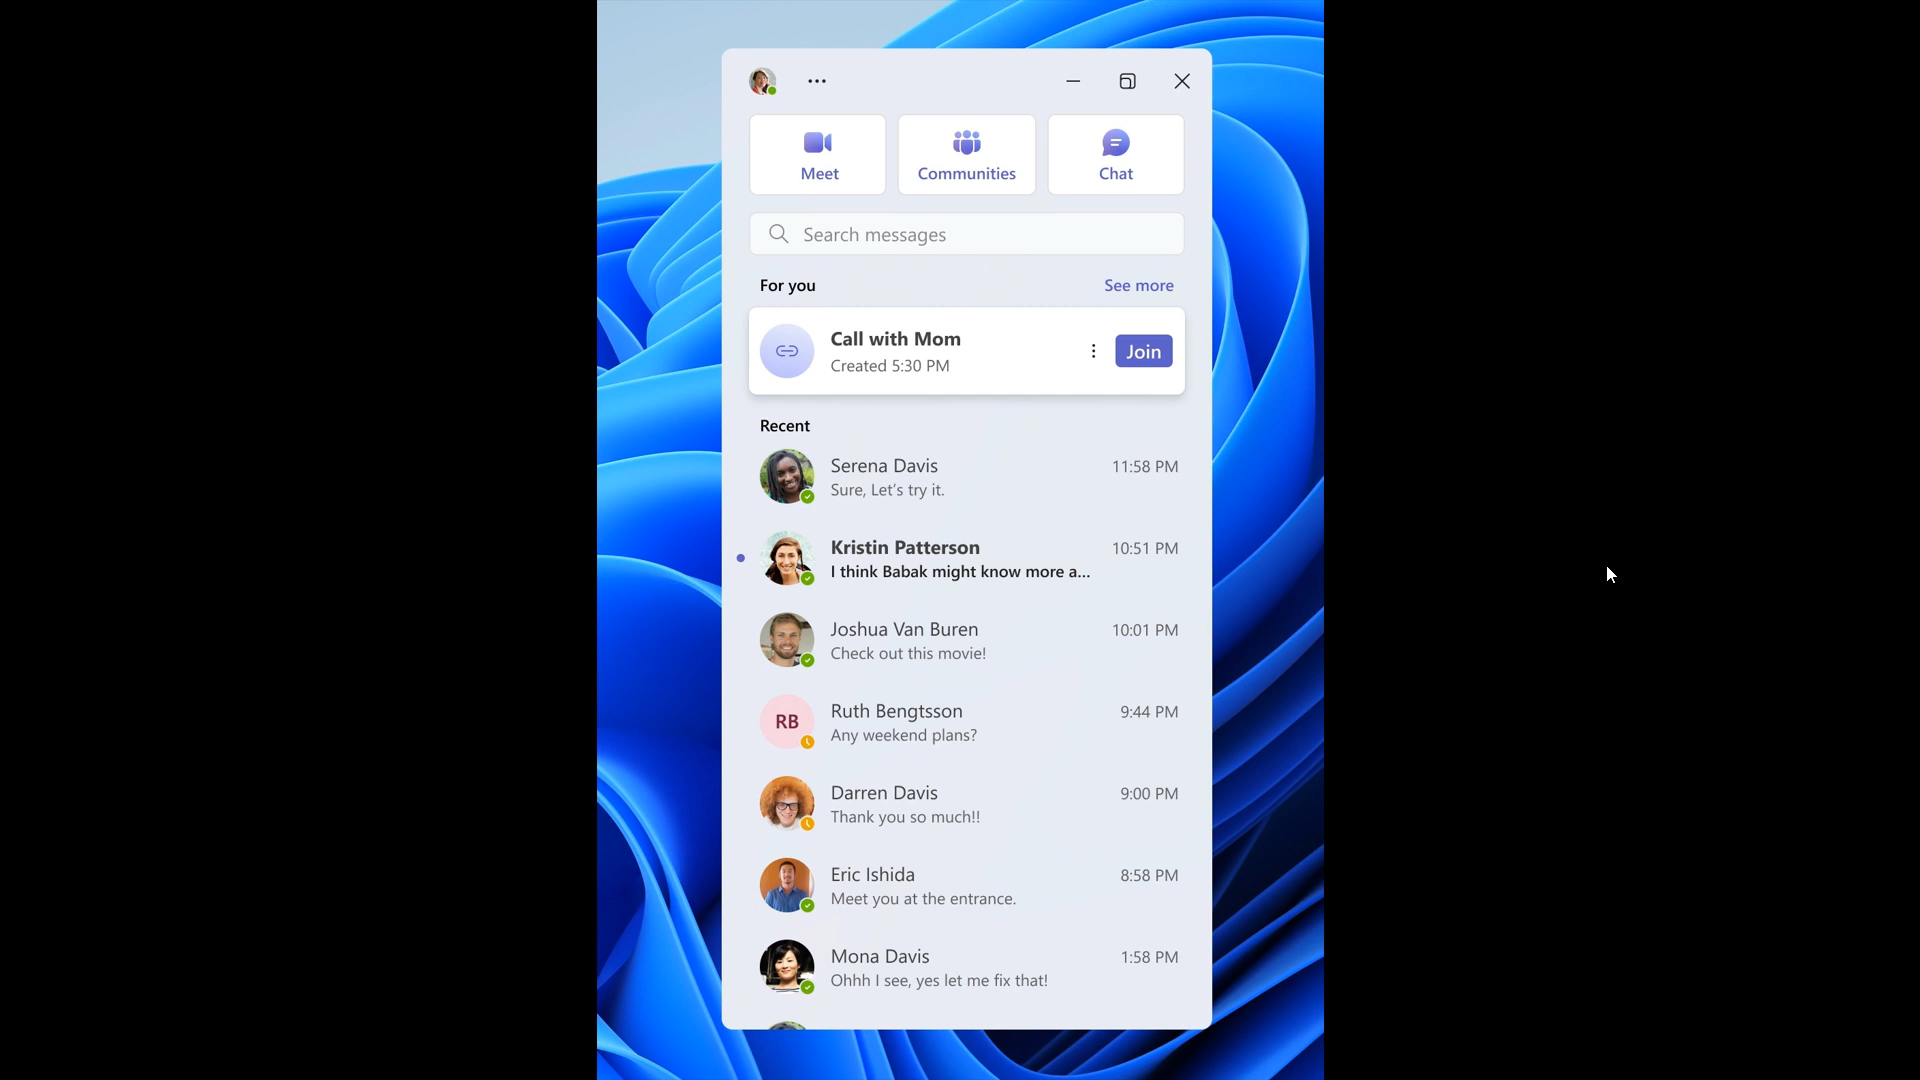 Meet
Communities
Chat
Search messages
For you
See more
Call with Mom
Created 5:30 PM
Join
Recent
Serena Davis
11:58 PM
Sure, Let’s try it.
Kristin Patterson
10:51 PM
I think Babak might know more a...
Joshua Van Buren
10:01 PM
Check out this movie!
RB
Ruth Bengtsson
9:44 PM
Any weekend plans?
Darren Davis
9:00 PM
Thank you so much!!
Eric Ishida
8:58 PM
Meet you at the entrance.
Mona Davis
1:58 PM
Ohhh I see, yes let me fix that!